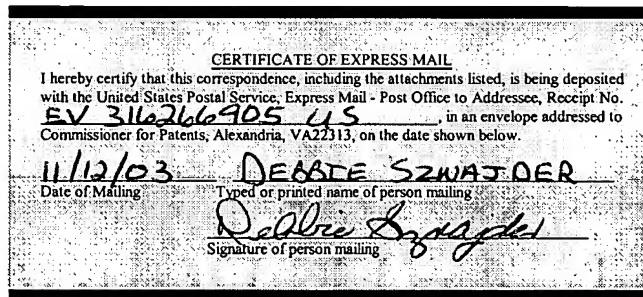 CERTIFICATE OF EXPRESS MAIL
I hereby certify that this correspondence, including the attachments listed, is being deposited
with the United States Postal Service, Express Mail - Post Office to Addressee, Receipt No.
EV 316266905 US, in an envelope addressed to
Commissioner for Patents, Alexandria, VA22313, on the date shown below.
11/12/03 DEBBIE SZWAJDER
Date of Mailing Typed or printed name of person mailing
Debbie Szwajder
Signature of person mailing